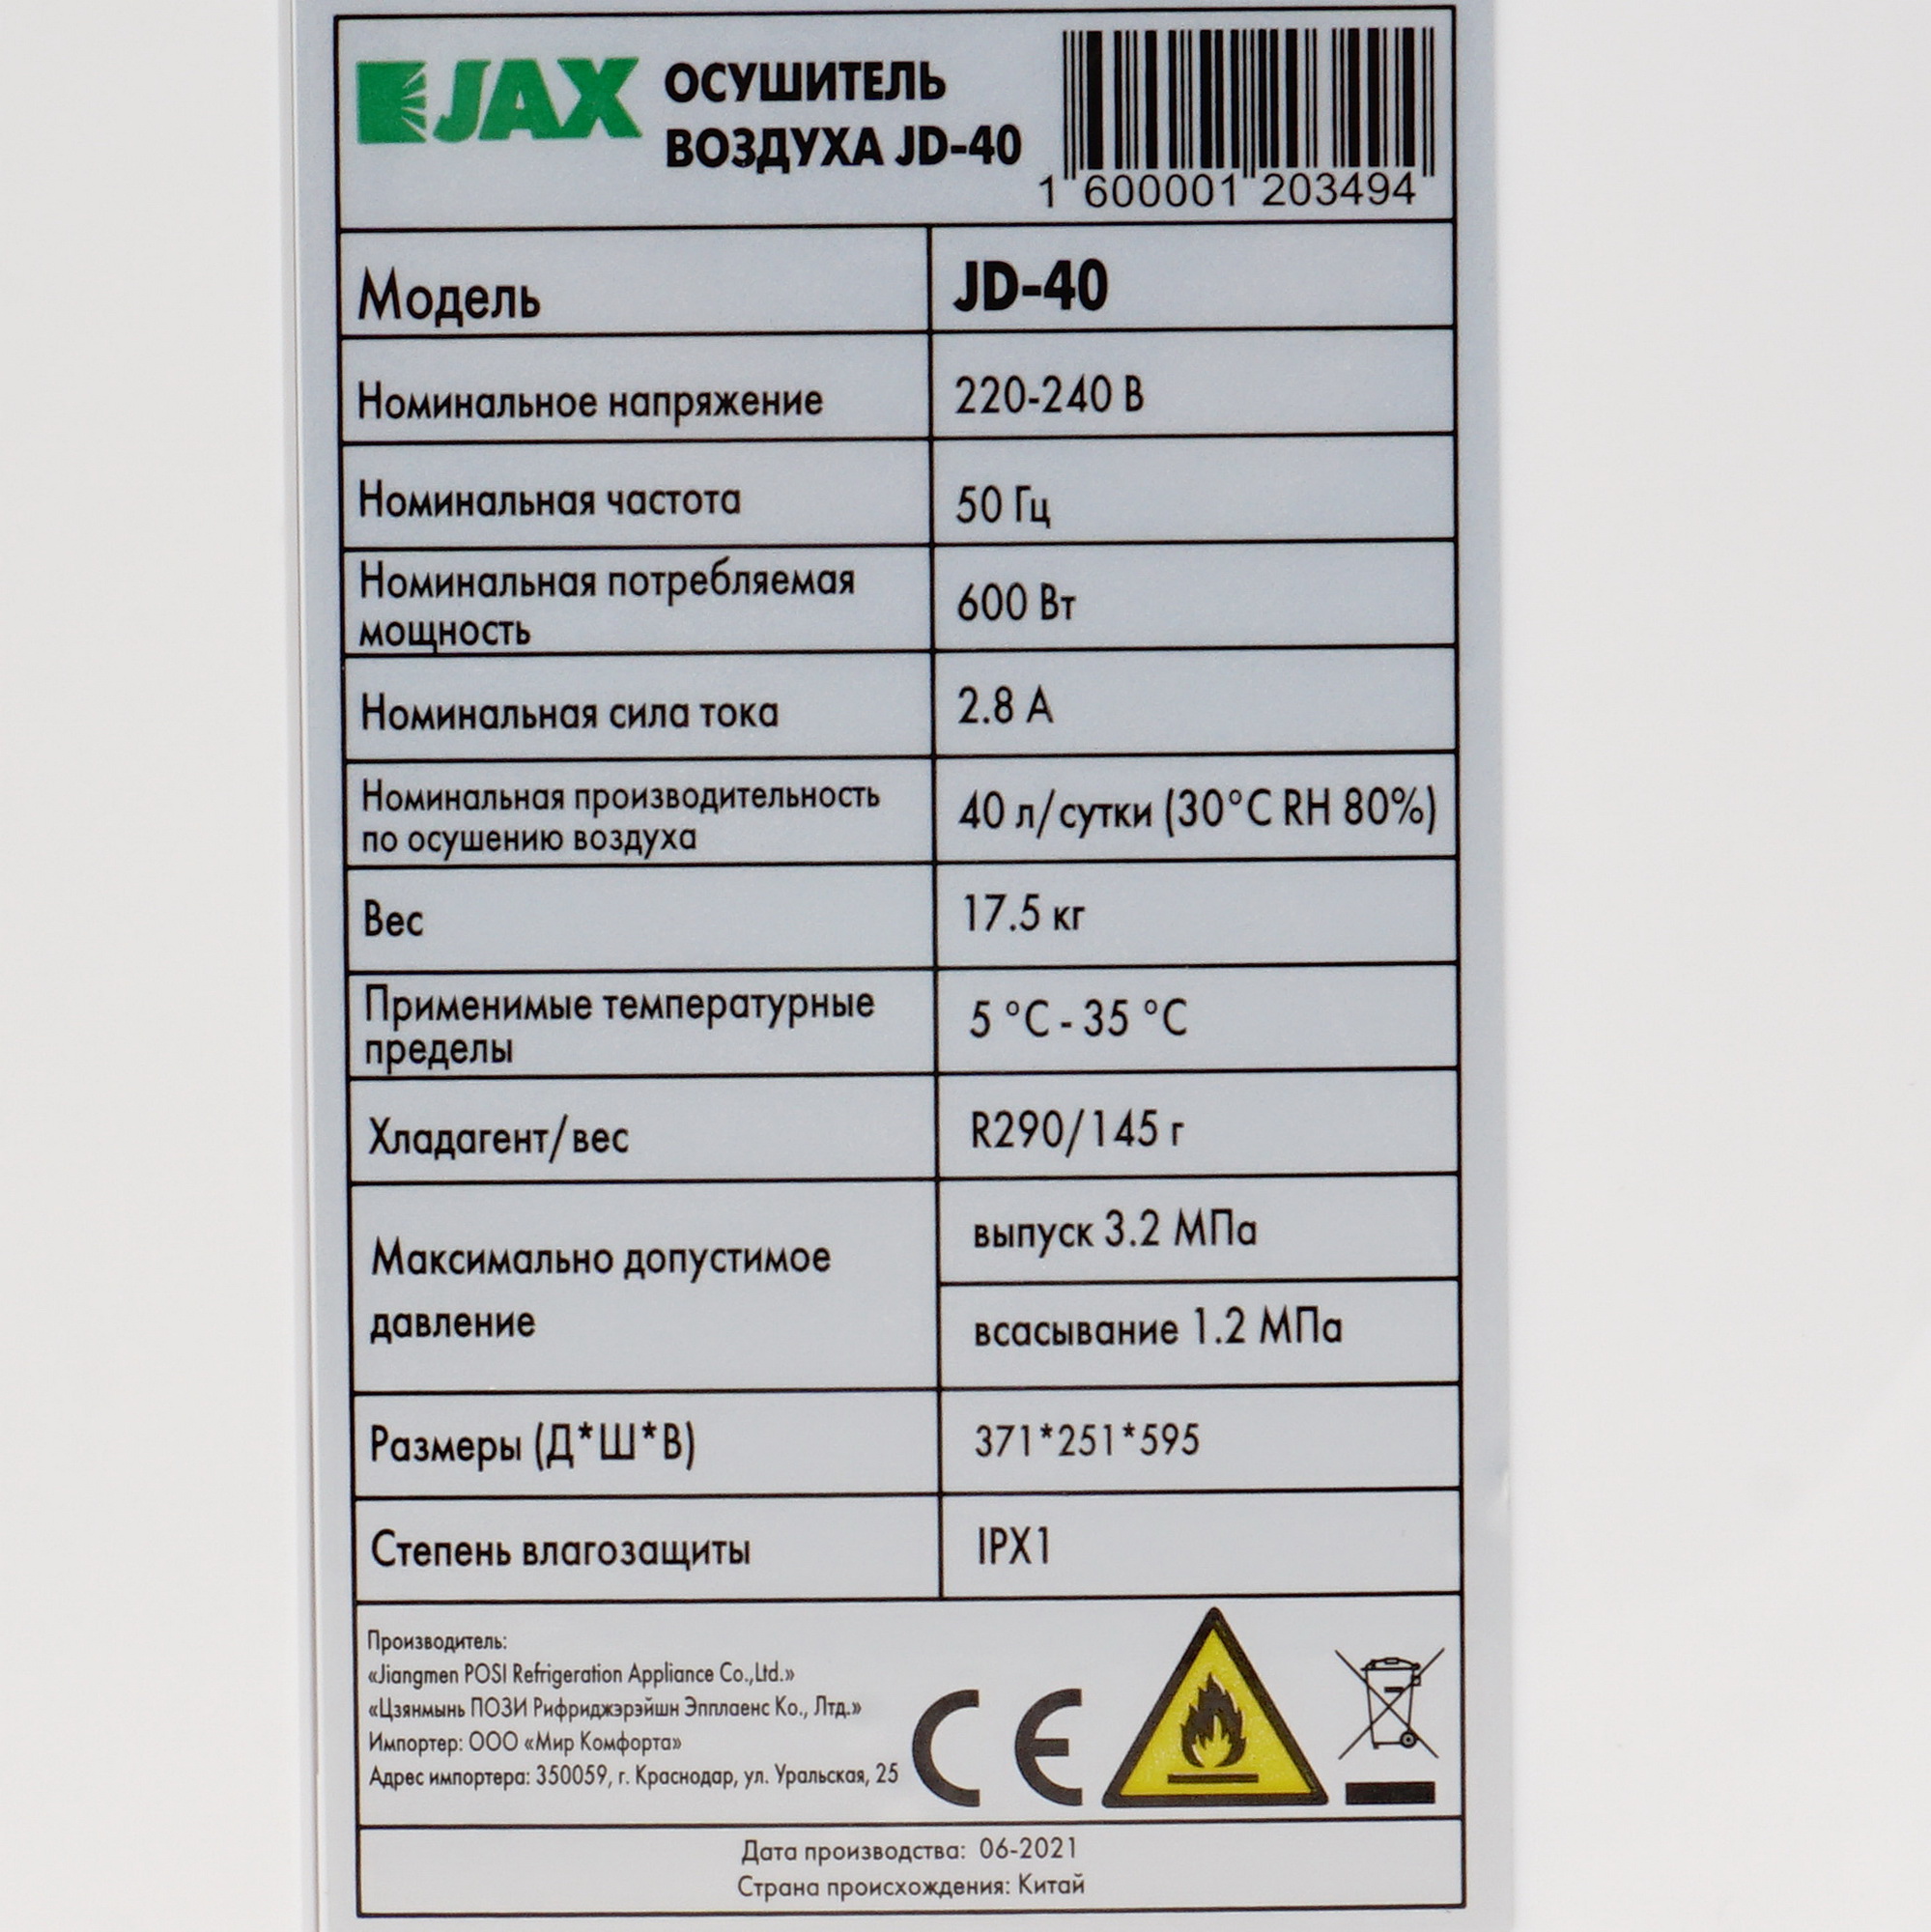 JAX
ОСУШИТЕЛЬ
ВОЗДУХА JD-40
1 600001 203494
Модель JD-40
Номинальное напряжение 220-240 В
Номинальная частота 50 Гц
Номинальная потребляемая
мощность 600 Вт
Номинальная сила тока 2.8 А
Номинальная производительность
по осушению воздуха 40 л/сутки (30°C RH 80%)
Вес 17.5 кг
Применимые температурные
пределы 5 °C - 35 °C
Хладагент/вес R290/145 г
Максимально допустимое
давление
выпуск 3.2 МПа
всасывание 1.2 МПа
Размеры (Д*Ш*В) 371*251*595
Степень влагозащиты IPX1
Производитель:
«Jiangmen POSI Refrigeration Appliance Co.,Ltd.»
«Цзянмынь ПОЗИ Рифриджэрэйшн Эпплаенс Ко., Лтд.»
Импортер: ООО «Мир Комфорта»
Адрес импортера: 350059, г. Краснодар, ул. Уральская, 25
CE
Дата производства: 06-2021
Страна происхождения: Китай